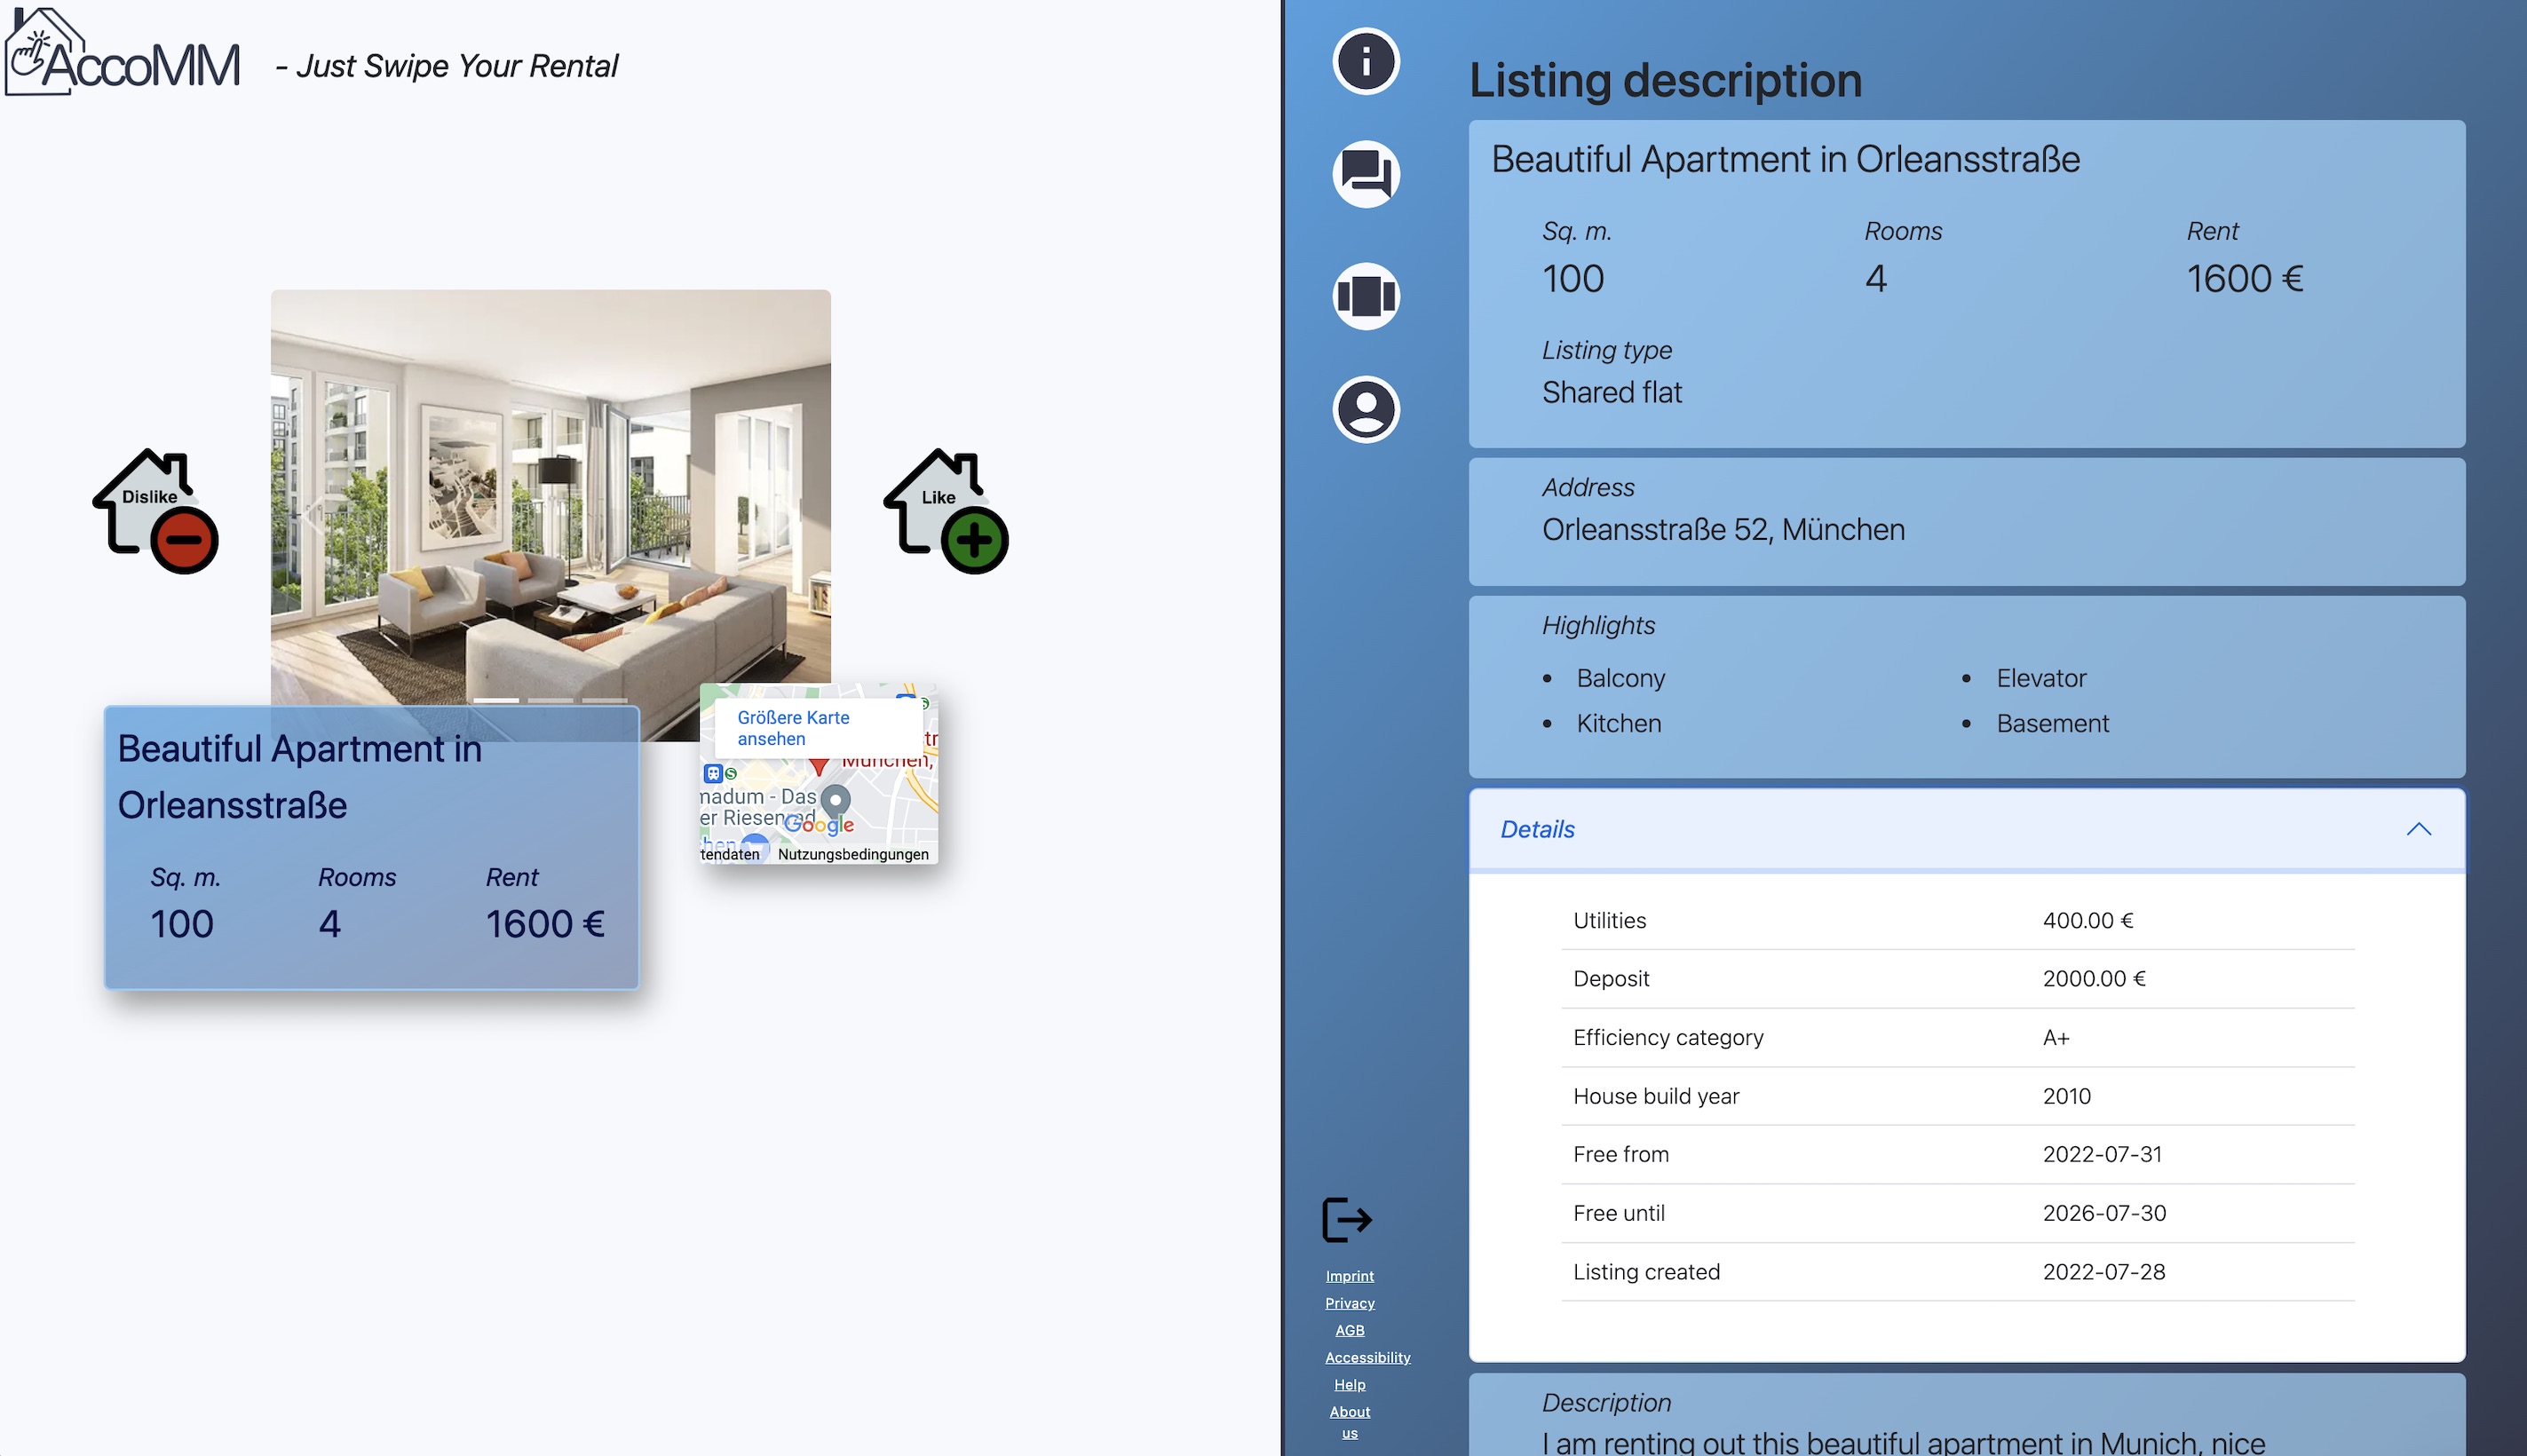 AccoMM
- Just Swipe Your Rental
Dislike
Like
Größere Karte
ansehen
München,
madum - Das
er Riesenrad
Google
tendaten Nutzungsbedingungen
Beautiful Apartment in
Orleansstraße
Sq. m. Rooms Rent
100 4 1600 €
Listing description
Beautiful Apartment in Orleansstraße
Sq. m. Rooms Rent
100 4 1600 €
Listing type
Shared flat
Address
Orleansstraße 52, München
Highlights
• Balcony • Elevator
• Kitchen • Basement
Details
Utilities 400.00 €
Deposit 2000.00 €
Efficiency category A+
House build year 2010
Free from 2022-07-31
Free until 2026-07-30
Listing created 2022-07-28
Description
I am renting out this beautiful apartment in Munich, nice
Imprint
Privacy
AGB
Accessibility
Help
About
us